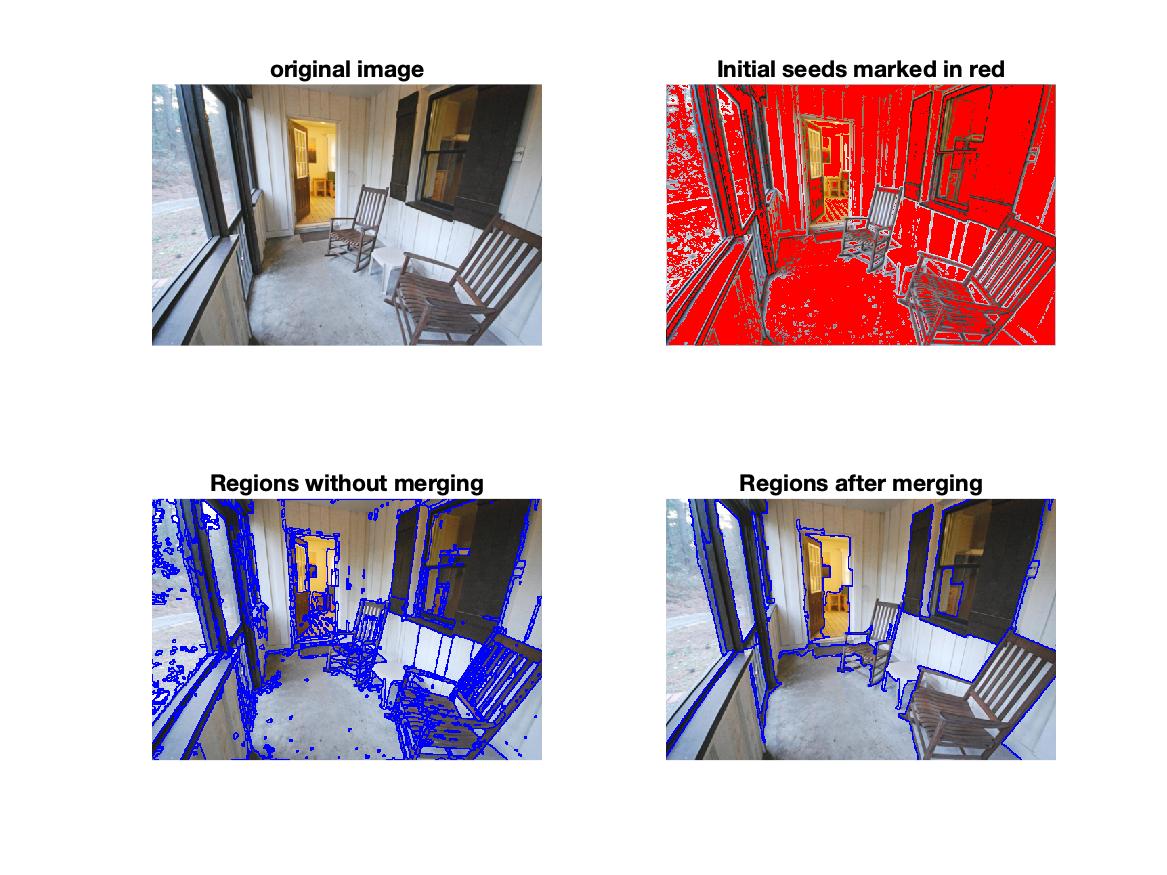 original image
Initial seeds marked in red
Regions without merging
Regions after merging